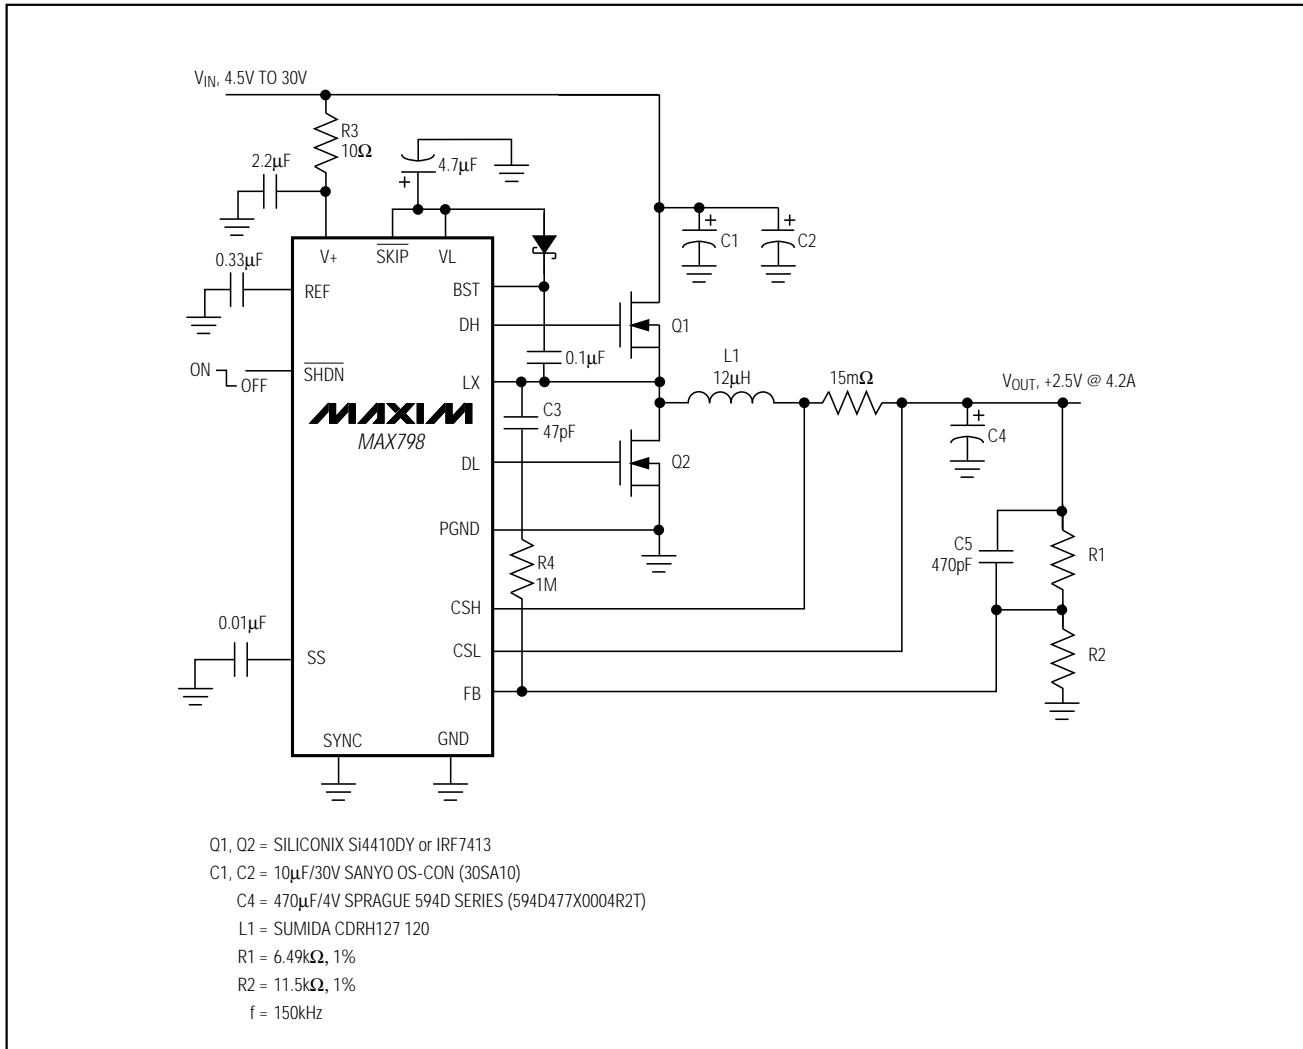 VIN, 4.5V TO 30V
R3
10Ω
2.2μF
4.7μF
+
V+
SKIP
VL
+
C1
+
C2
0.33μF
REF
BST
DH
Q1
0.1μF
ON
OFF
SHDN
LX
L1
12μH
15mΩ
VOUT, +2.5V @ 4.2A
MAXIM
MAX798
C3
47pF
+
C4
DL
Q2
PGND
R4
1M
C5
470pF
R1
CSH
0.01μF
SS
CSL
R2
FB
SYNC
GND
Q1, Q2 = SILICONIX Si4410DY or IRF7413
C1, C2 = 10μF/30V SANYO OS-CON (30SA10)
C4 = 470μF/4V SPRAGUE 594D SERIES (594D477X0004R2T)
L1 = SUMIDA CDRH127 120
R1 = 6.49kΩ, 1%
R2 = 11.5kΩ, 1%
f = 150kHz